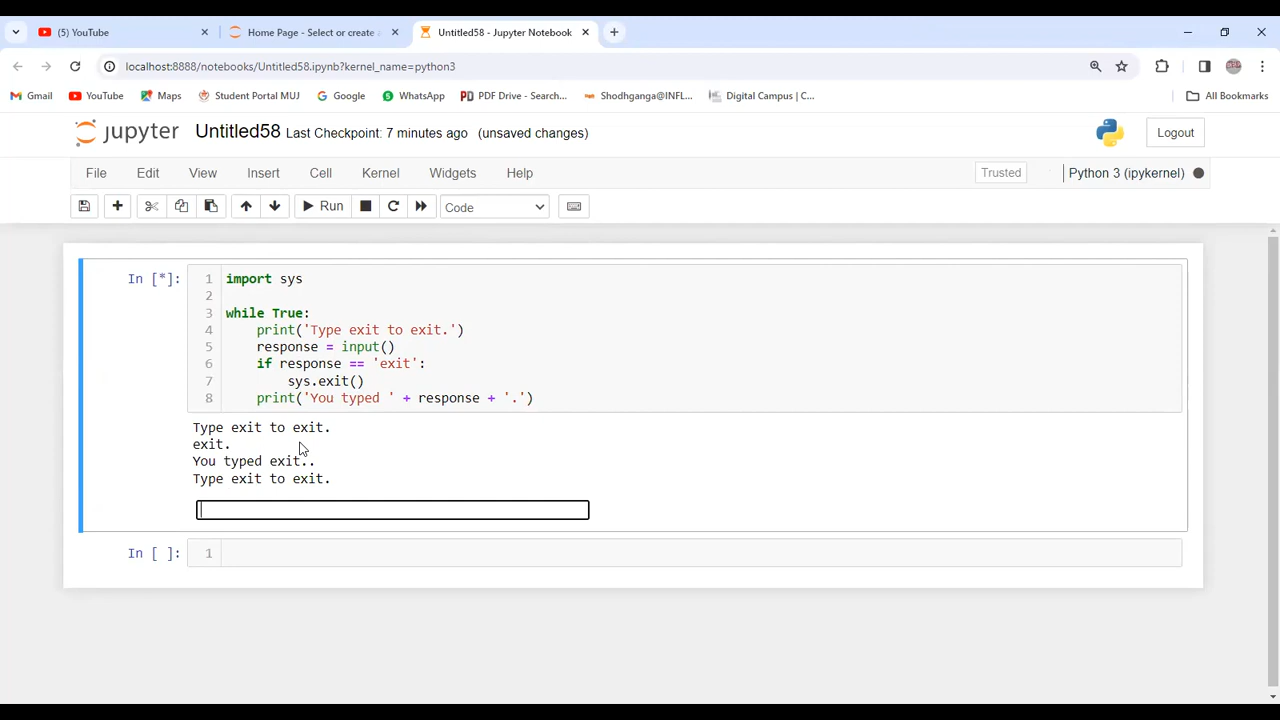 (5) YouTube
Home Page - Select or create a
Untitled58 - Jupyter Notebook
localhost:8888/notebooks/Untitled58.ipynb?kernel_name=python3
Gmail YouTube Maps Student Portal MUJ Google WhatsApp PDF Drive - Search... Shodhganga@INFL... Digital Campus | C... All Bookmarks
jupyter Untitled58 Last Checkpoint: 7 minutes ago (unsaved changes) Logout
File Edit View Insert Cell Kernel Widgets Help Trusted Python 3 (ipykernel)
Run Code
In [*]: 1 import sys
2
3 while True:
4 print('Type exit to exit.')
5 response = input()
6 if response == 'exit':
7 sys.exit()
8 print('You typed ' + response + '.')
Type exit to exit.
exit.
You typed exit..
Type exit to exit.
In [ ]: 1